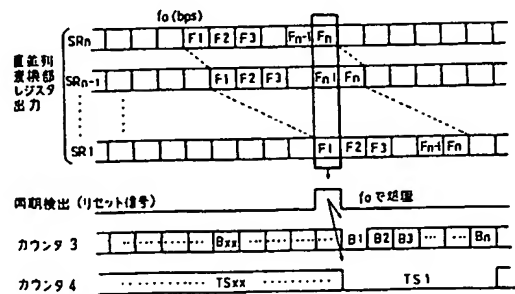 fo(bps)
SRn F1 F2 F3 Fn-1 Fn
直並列
変換部
レジスタ
出力
SRn-1 F1 F2 F3 Fn-1 Fn
SR1 F1 F2 F3 Fn-1 Fn
同期検出(リセット信号) foで処理
カウンタ3 Bxx B1 B2 B3 Bn
カウンタ4 TSxx TS1